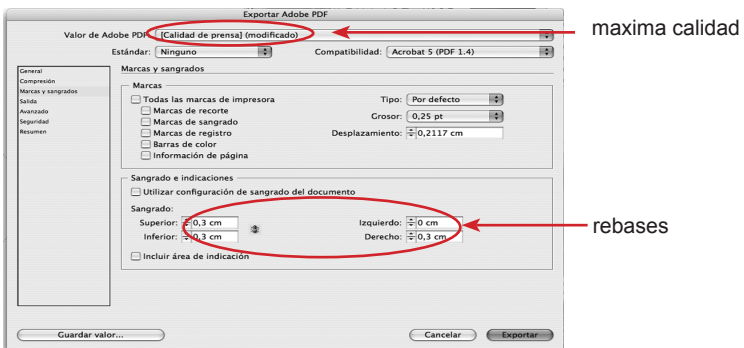 Exportar Adobe PDF
Valor de Adobe PDF: [Calidad de prensa] (modificado)
maxima calidad
Estándar: Ninguno Compatibilidad: Acrobat 5 (PDF 1.4)
General
Compresión
Marcas y sangrados
Salida
Avanzado
Seguridad
Resumen
Marcas y sangrados
Marcas
Todas las marcas de impresora Tipo: Por defecto
Marcas de recorte Grosor: 0,25 pt
Marcas de sangrado
Marcas de registro Desplazamiento: 0,2117 cm
Barras de color
Información de página
Sangrado e indicaciones
Utilizar configuración de sangrado del documento
Sangrado:
Superior: 0,3 cm Izquierdo: 0 cm
rebases
Inferior: 0,3 cm Derecho: 0,3 cm
Incluir área de indicación
Guardar valor... Cancelar Exportar